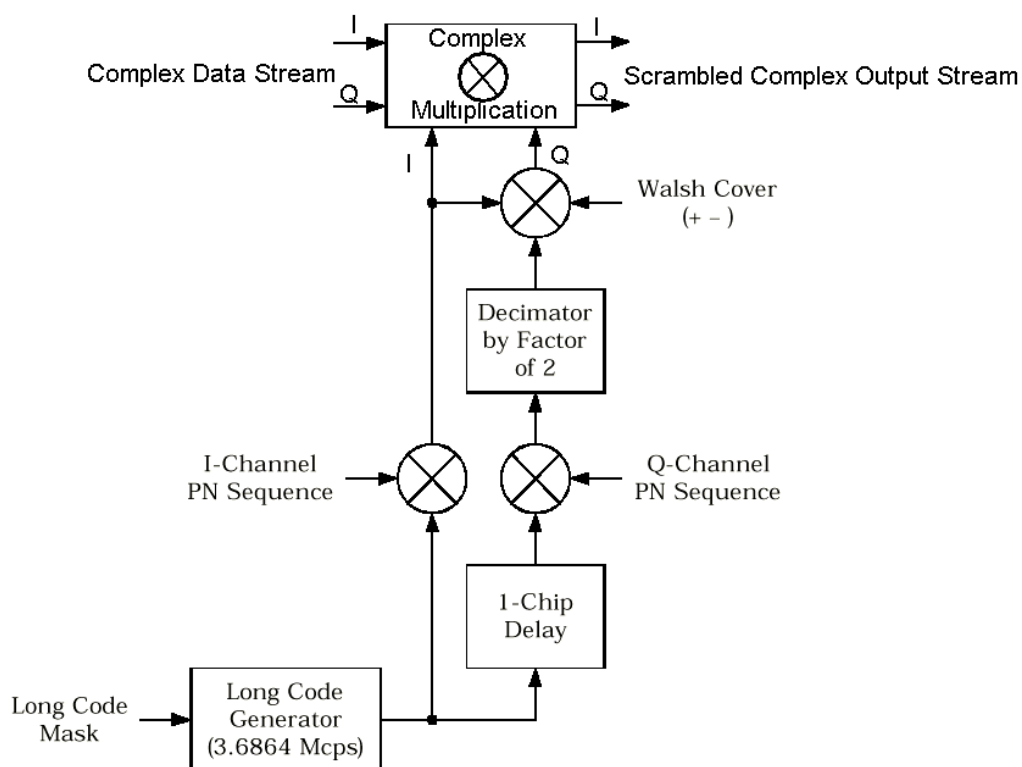 I
Complex
I
Complex Data Stream
Scrambled Complex Output Stream
Q
Multiplication
Q
I
Q
Walsh Cover
(+ – )
Decimator
by Factor
of 2
I-Channel
PN Sequence
Q-Channel
PN Sequence
1-Chip
Delay
Long Code
Mask
Long Code
Generator
(3.6864 Mcps)